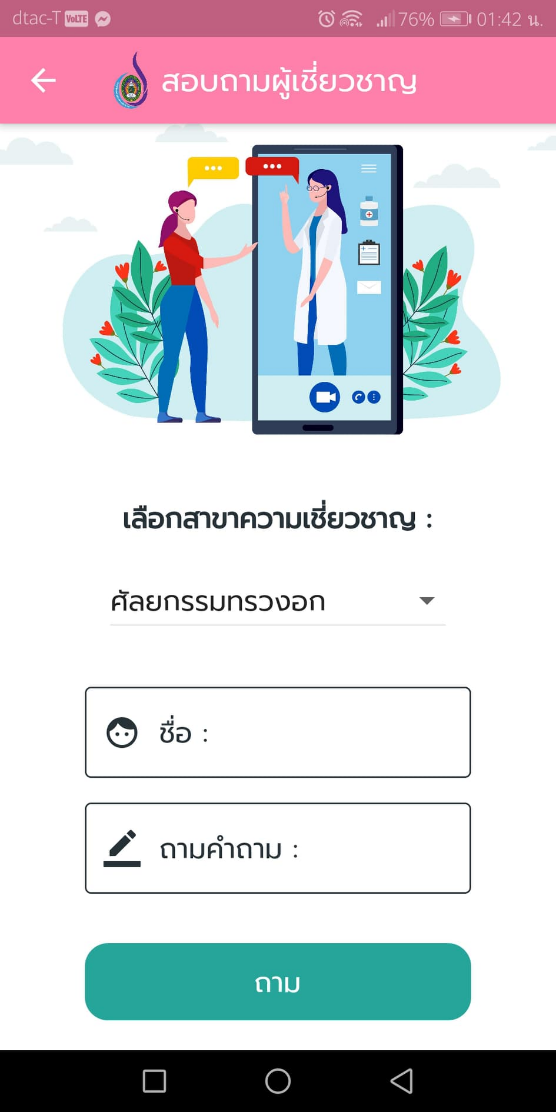 dtac-T VoLTE 76% 01:42 น.
สอบถามผู้เชี่ยวชาญ
เลือกสาขาความเชี่ยวชาญ :
ศัลยกรรมทรวงอก
ชื่อ :
ถามคำถาม :
ถาม